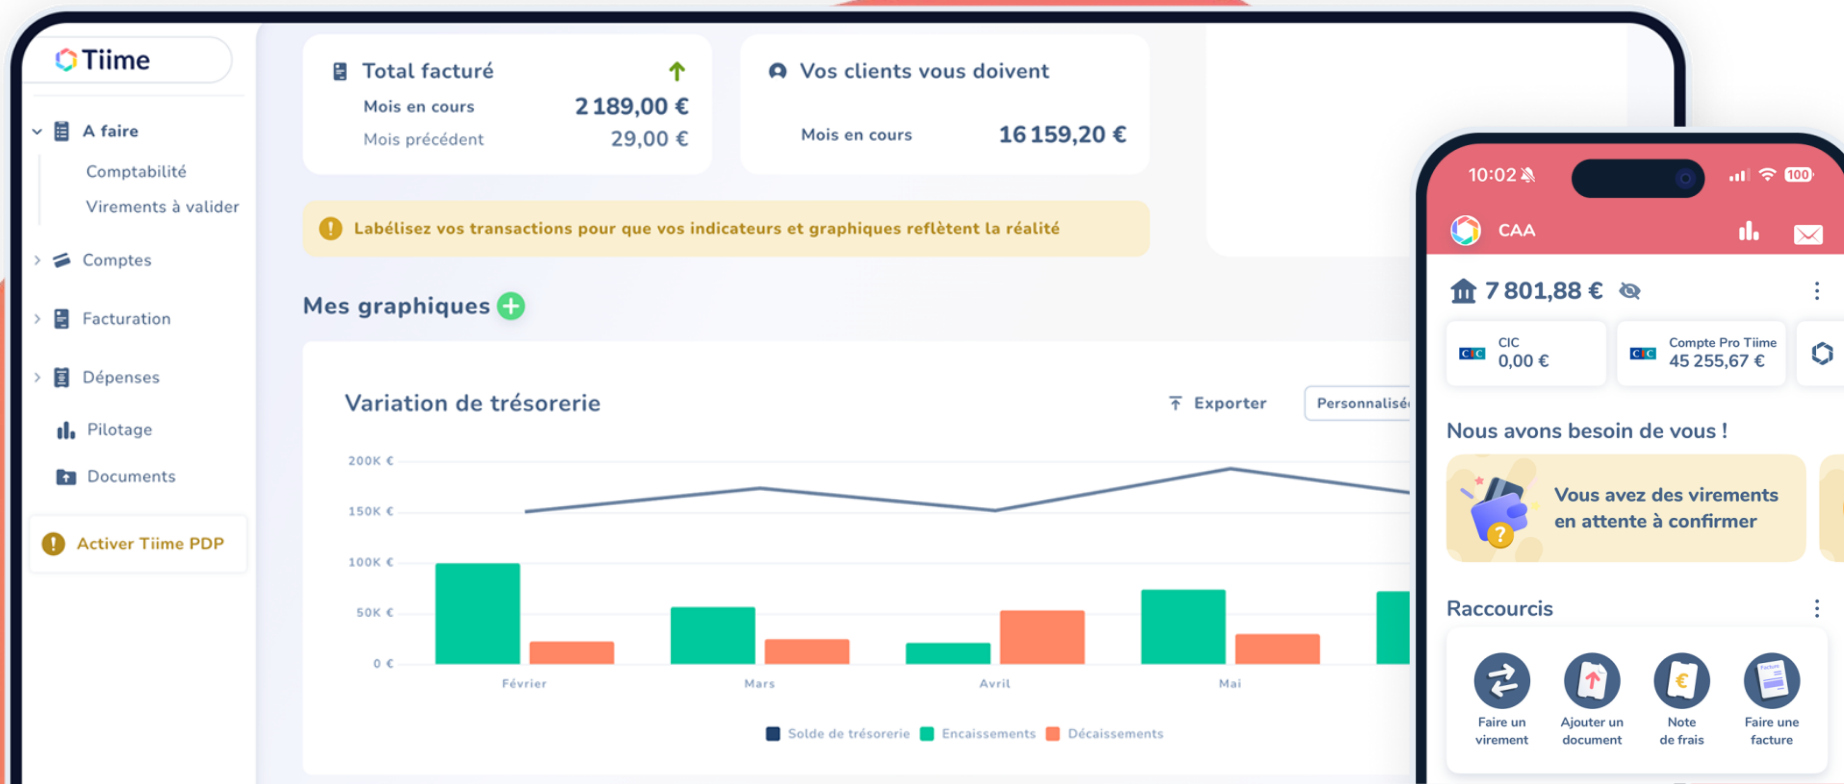 Tiime
A faire
Comptabilité
Virements à valider
Comptes
Facturation
Dépenses
Pilotage
Documents
Activer Tiime PDP
Total facturé
Mois en cours 2 189,00 €
Mois précédent 29,00 €
Vos clients vous doivent
Mois en cours 16 159,20 €
Labélisez vos transactions pour que vos indicateurs et graphiques reflètent la réalité
Mes graphiques
Variation de trésorerie
Exporter
Personnalisée
200K €
150K €
100K €
50K €
0 €
Février Mars Avril Mai
Solde de trésorerie Encaissements Décaissements
10:02 100
CAA
7 801,88 €
CIC
CIC
0,00 €
CIC
Compte Pro Tiime
45 255,67 €
Nous avons besoin de vous !
Vous avez des virements
en attente à confirmer
Raccourcis
Faire un
virement
Ajouter un
document
Note
de frais
Facture
Faire une
facture